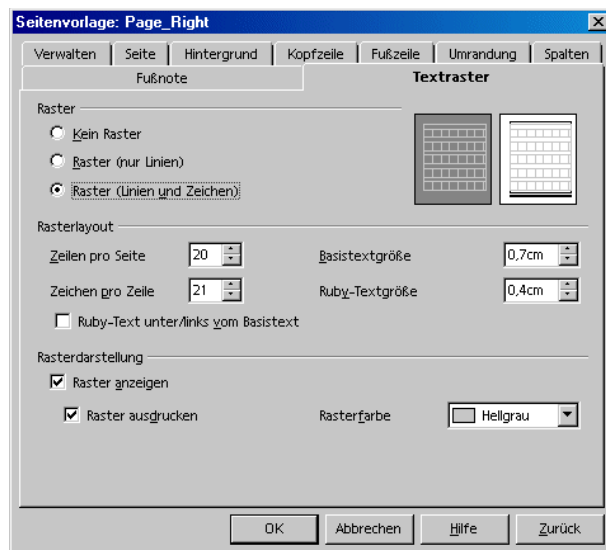 Seitenvorlage: Page_Right
Verwalten Seite Hintergrund Kopfzeile Fußzeile Umrandung Spalten
Fußnote Textraster
Raster
Kein Raster
Raster (nur Linien)
Raster (Linien und Zeichen)
Rasterlayout
Zeilen pro Seite 20 Basistextgröße 0,7cm
Zeichen pro Zeile 21 Ruby-Textgröße 0,4cm
Ruby-Text unter/links vom Basistext
Rasterdarstellung
Raster anzeigen
Raster ausdrucken Rasterfarbe Hellgrau
OK Abbrechen Hilfe Zurück